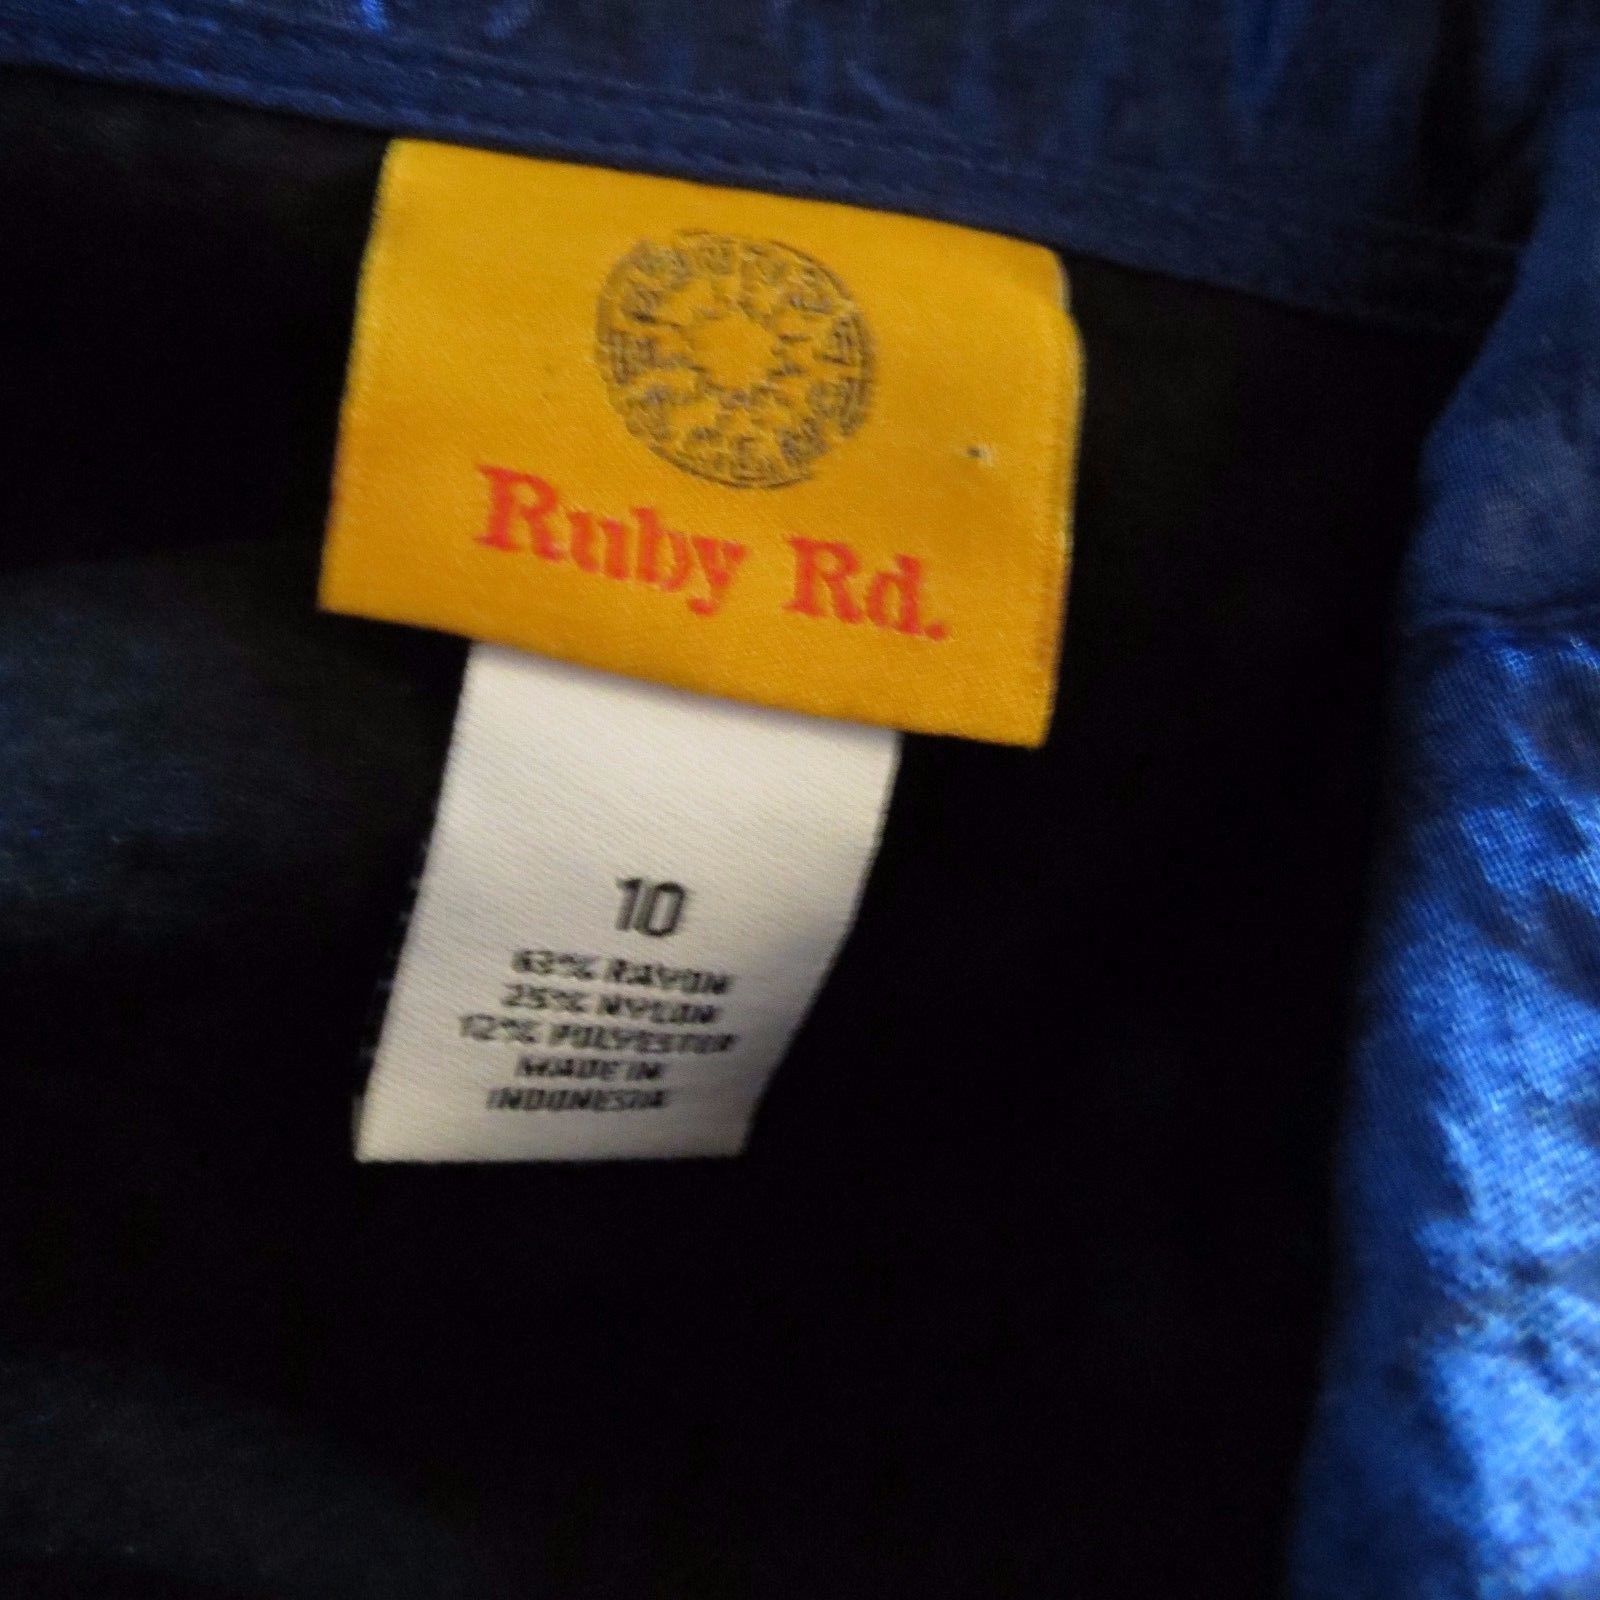 Ruby Rd.
10
63% RAYON
25% NYLON
12% POLYESTER
MADE IN
INDONESIA